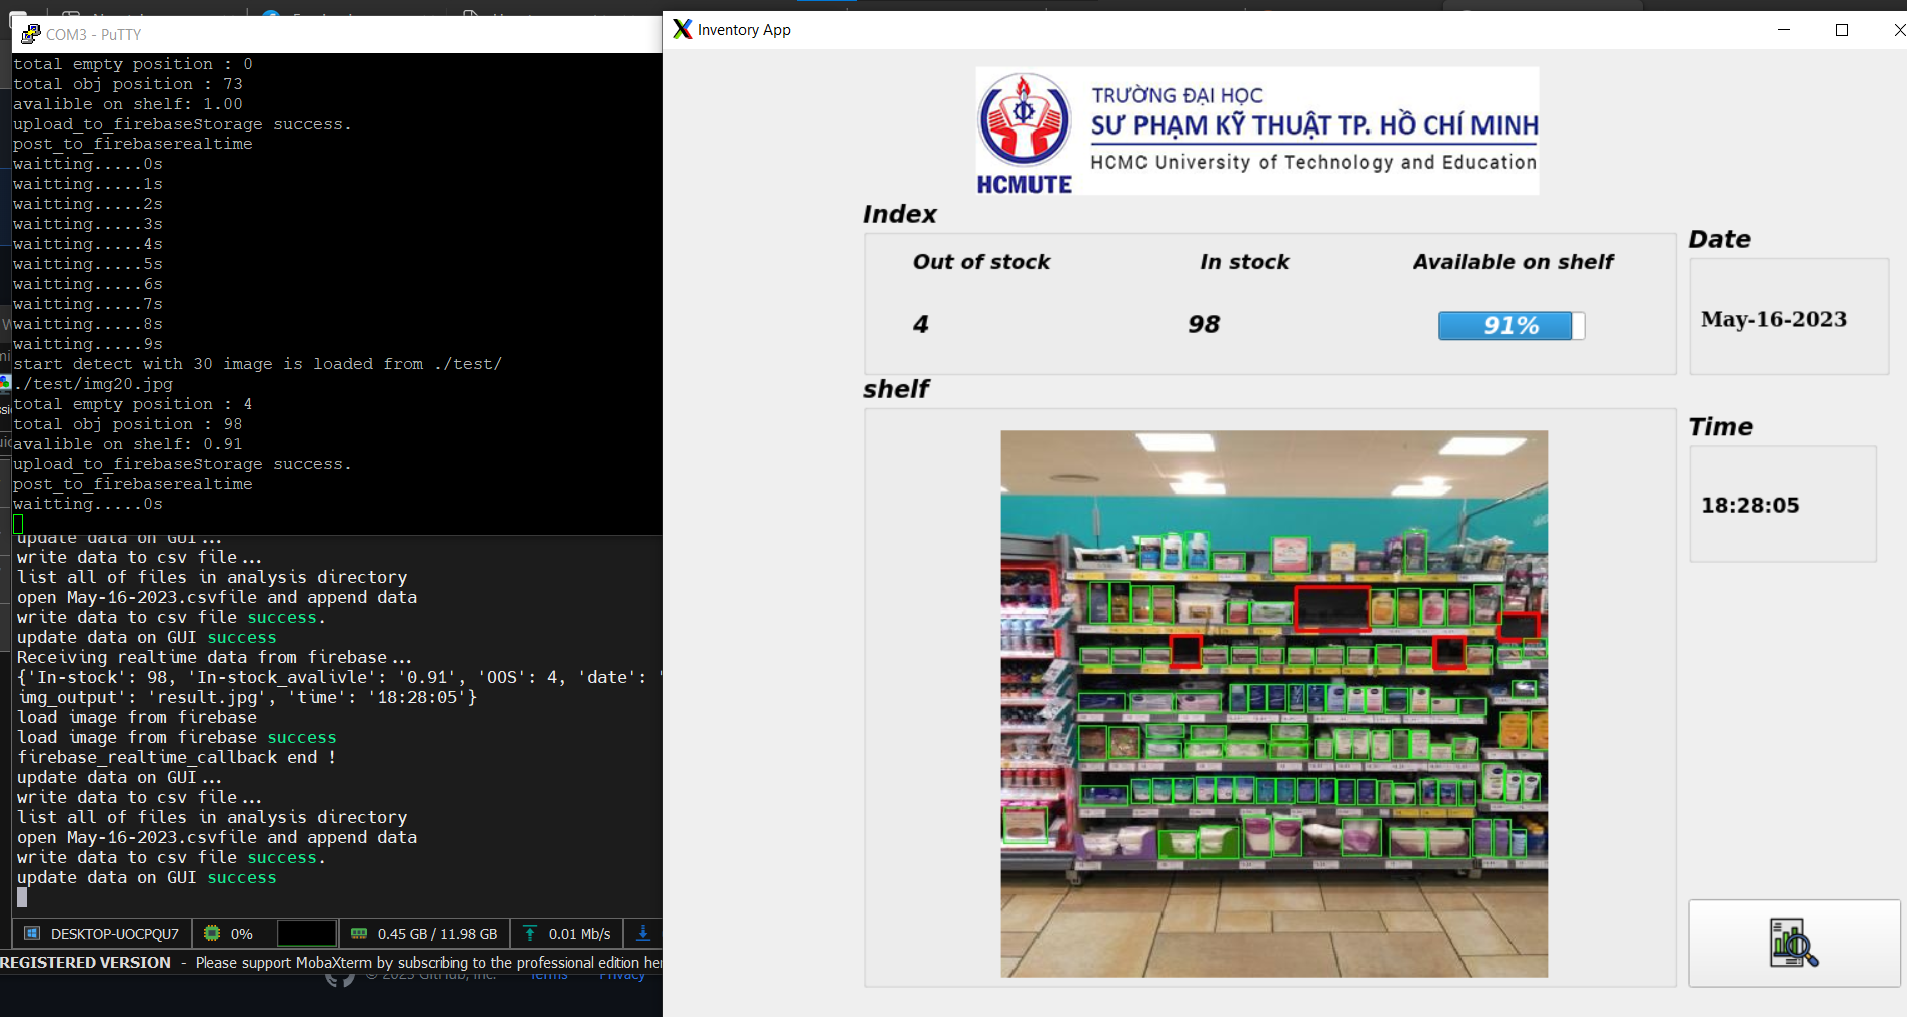 COM3 - PuTTY
total empty position : 0
total obj position : 73
avalible on shelf: 1.00
upload_to_firebaseStorage success.
post_to_firebaserealtime
waitting.....0s
waitting.....1s
waitting.....2s
waitting.....3s
waitting.....4s
waitting.....5s
waitting.....6s
waitting.....7s
waitting.....8s
waitting.....9s
start detect with 30 image is loaded from ./test/
./test/img20.jpg
total empty position : 4
total obj position : 98
avalible on shelf: 0.91
upload_to_firebaseStorage success.
post_to_firebaserealtime
waitting.....0s
update data on GUI...
write data to csv file...
list all of files in analysis directory
open May-16-2023.csvfile and append data
write data to csv file success.
update data on GUI success
Receiving realtime data from firebase...
{'In-stock': 98, 'In-stock_avalivle': '0.91', 'OOS': 4, 'date': '
img_output': 'result.jpg', 'time': '18:28:05'}
load image from firebase
load image from firebase success
firebase_realtime_callback end !
update data on GUI...
write data to csv file...
list all of files in analysis directory
open May-16-2023.csvfile and append data
write data to csv file success.
update data on GUI success
DESKTOP-UOCPQU7 0% 0.45 GB / 11.98 GB 0.01 Mb/s
REGISTERED VERSION - Please support MobaXterm by subscribing to the professional edition her
© 2023 GitHub, Inc. Terms Privacy
Inventory App
TRƯỜNG ĐẠI HỌC
SƯ PHẠM KỸ THUẬT TP. HỒ CHÍ MINH
HCMC University of Technology and Education
HCMUTE
Index
Out of stock In stock Available on shelf
4 98 91%
Date
May-16-2023
shelf
Time
18:28:05